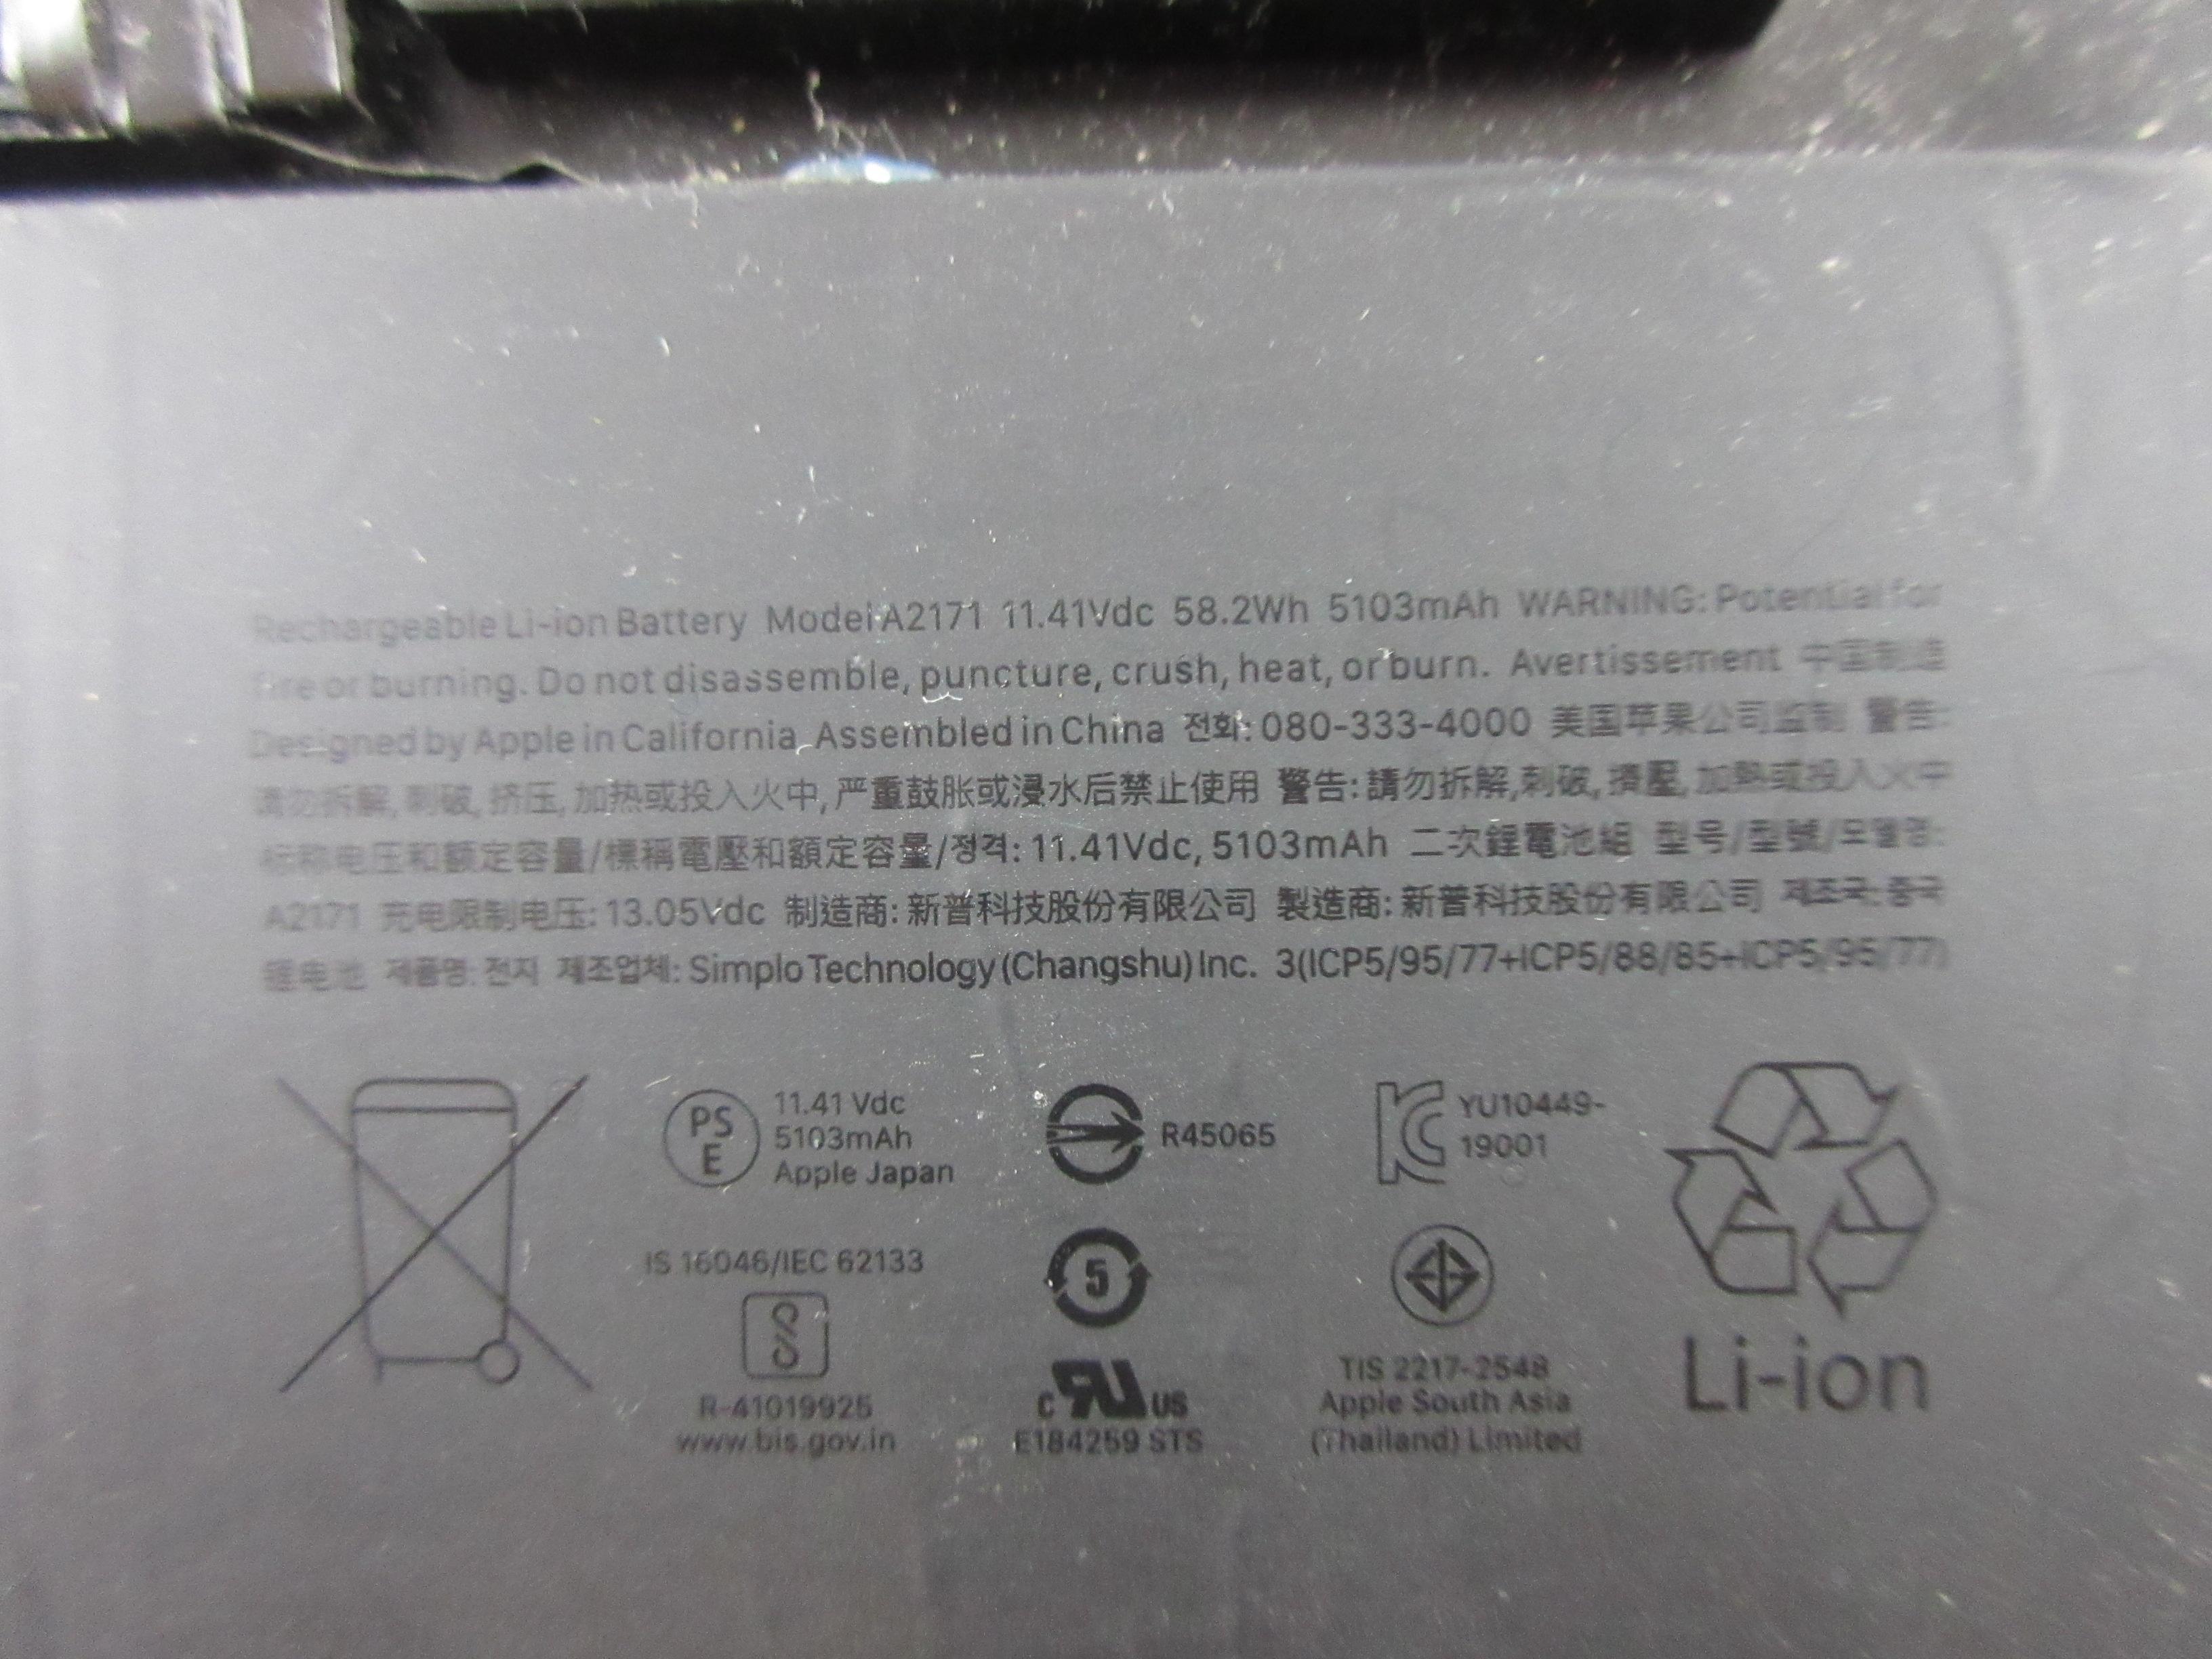 Rechargeable Li-ion Battery Model A2171 11.41Vdc 58.2Wh 5103mAh WARNING: Potential for
fire or burning. Do not disassemble, puncture, crush, heat, or burn. Avertissement 中国制造
Designed by Apple in California Assembled in China 전화: 080-333-4000 美国苹果公司监制 警告:
请勿拆解, 刺破, 挤压, 加热或投入火中, 严重鼓胀或浸水后禁止使用 警告: 請勿拆解, 刺破, 擠壓, 加熱或投入火中
标称电压和额定容量/標稱電壓和額定容量/정격: 11.41Vdc, 5103mAh 二次鋰電池組 型号/型號/모델명:
A2171 充电限制电压: 13.05Vdc 制造商: 新普科技股份有限公司 製造商: 新普科技股份有限公司 제조국: 중국
锂电池 제품명: 전지 제조업체: Simplo Technology (Changshu) Inc. 3(ICP5/95/77+ICP5/88/85+ICP5/95/77)
PS
E
11.41 Vdc
5103mAh
Apple Japan
R45065
YU10449-
19001
IS 16046/IEC 62133
R-41019925
www.bis.gov.in
5
c RU US
E184259 STS
TIS 2217-2548
Apple South Asia
(Thailand) Limited
Li-ion